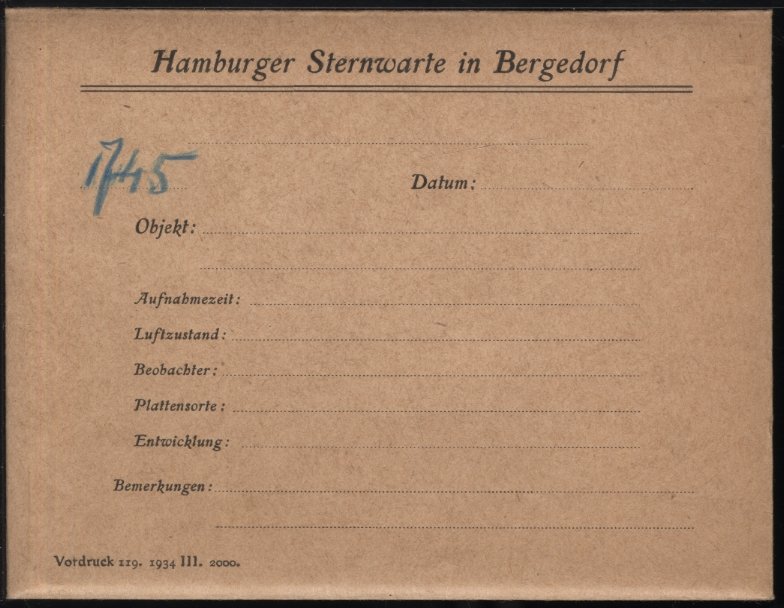 Hamburger Sternwarte in Bergedorf
1745
Datum:
Objekt:
Aufnahmezeit:
Luftzustand:
Beobachter:
Plattensorte:
Entwicklung:
Bemerkungen:
Vordruck 119. 1934 III. 2000.